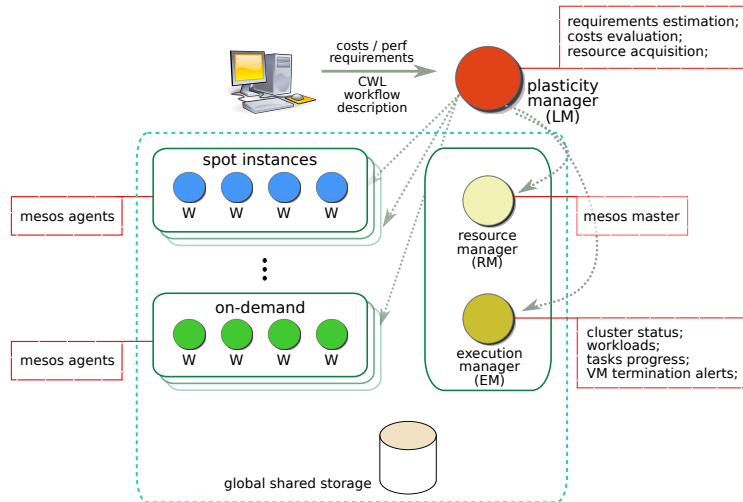 requirements estimation;
costs evaluation;
resource acquisition;
costs / perf
requirements
CWL
workflow
description
plasticity
manager
(LM)
spot instances
W W W W
mesos agents
resource
manager
(RM)
mesos master
on-demand
W W W W
mesos agents
execution
manager
(EM)
cluster status;
workloads;
tasks progress;
VM termination alerts;
global shared storage